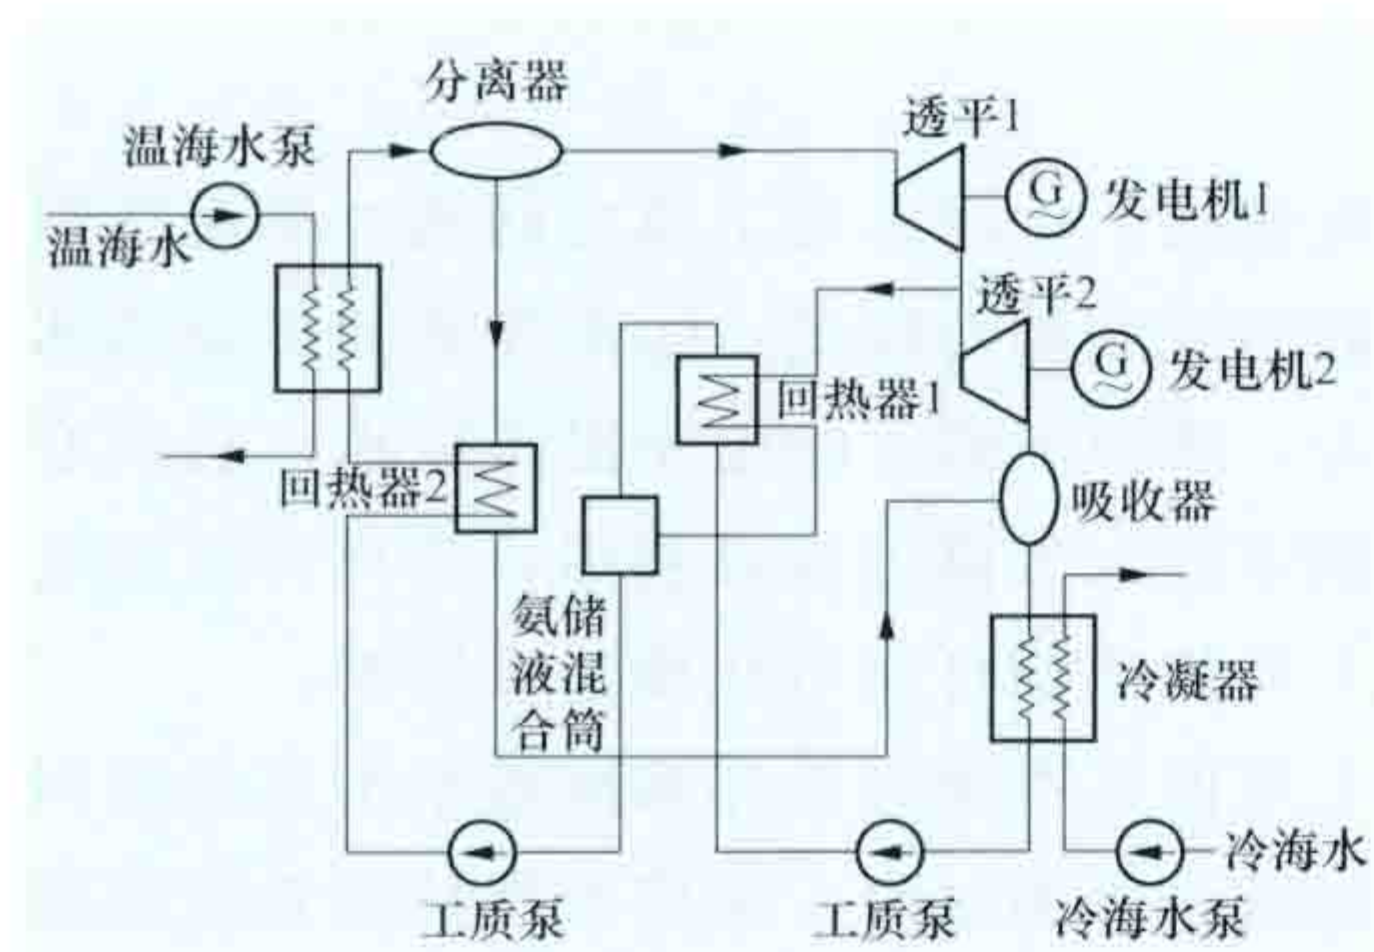 分离器
透平1
温海水泵
G
~
发电机1
温海水
透平2
G
~
发电机2
回热器1
回热器2
吸收器
氨储
液混
合筒
冷凝器
冷海水
工质泵
工质泵
冷海水泵